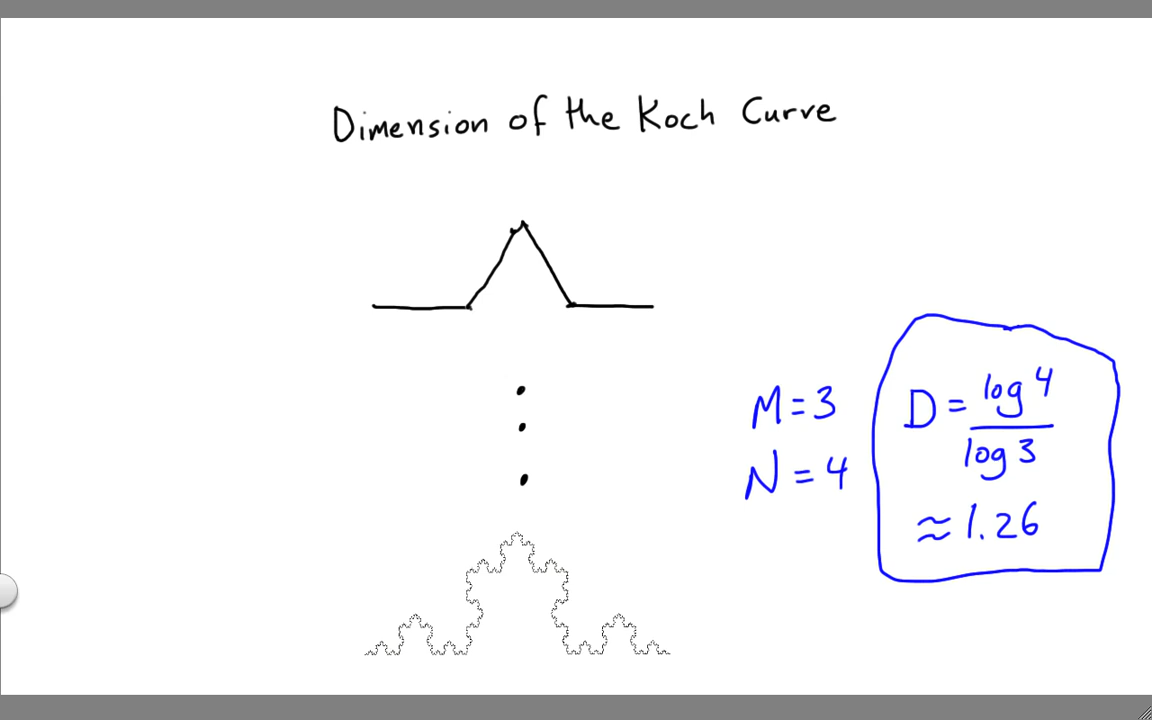 Dimension of the Koch Curve
M=3
N=4
D = log 4 / log 3
≈ 1.26